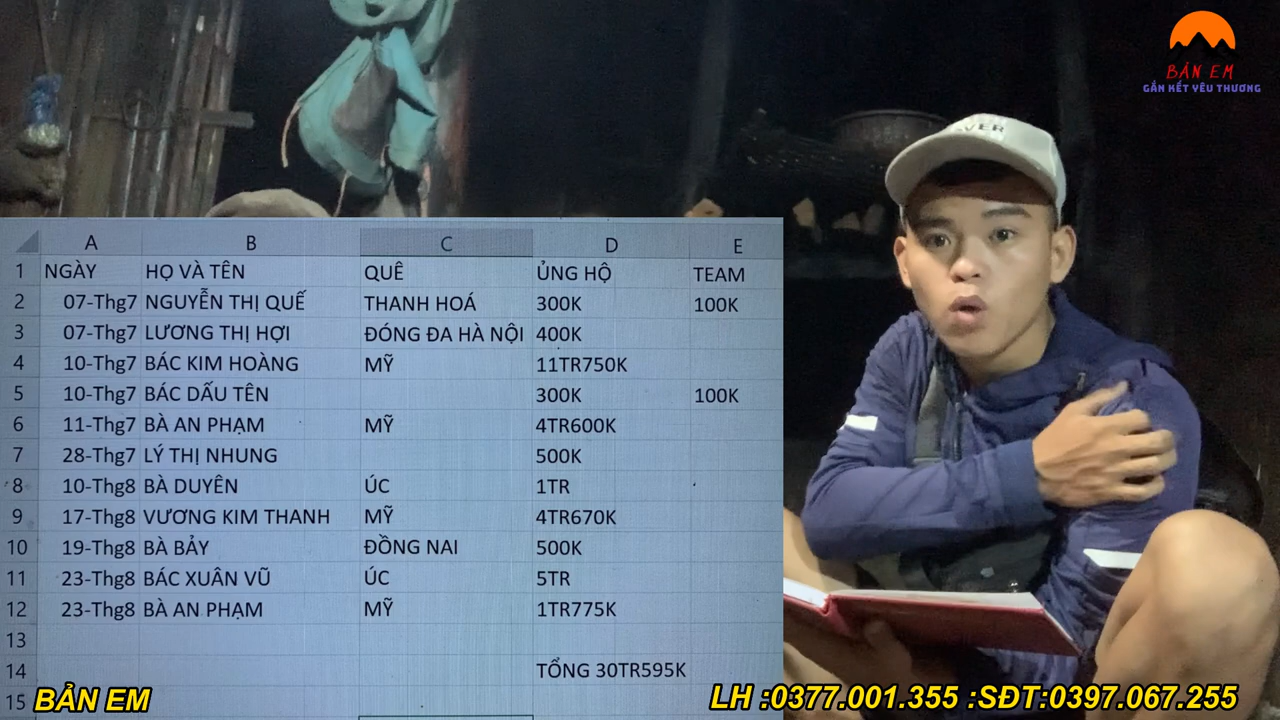 BẢN EM
GẮN KẾT YÊU THƯƠNG
A B C D E
1 NGÀY HỌ VÀ TÊN QUÊ ỦNG HỘ TEAM
2 07-Thg7 NGUYỄN THỊ QUẾ THANH HOÁ 300K 100K
3 07-Thg7 LƯƠNG THỊ HỢI ĐÓNG ĐA HÀ NỘI 400K
4 10-Thg7 BÁC KIM HOÀNG MỸ 11TR750K
5 10-Thg7 BÁC DẤU TÊN 300K 100K
6 11-Thg7 BÀ AN PHẠM MỸ 4TR600K
7 28-Thg7 LÝ THỊ NHUNG 500K
8 10-Thg8 BÀ DUYÊN ÚC 1TR
9 17-Thg8 VƯƠNG KIM THANH MỸ 4TR670K
10 19-Thg8 BÀ BẢY ĐỒNG NAI 500K
11 23-Thg8 BÁC XUÂN VŨ ÚC 5TR
12 23-Thg8 BÀ AN PHẠM MỸ 1TR775K
13
14 TỔNG 30TR595K
15
BẢN EM
LH :0377.001.355 :SĐT:0397.067.255